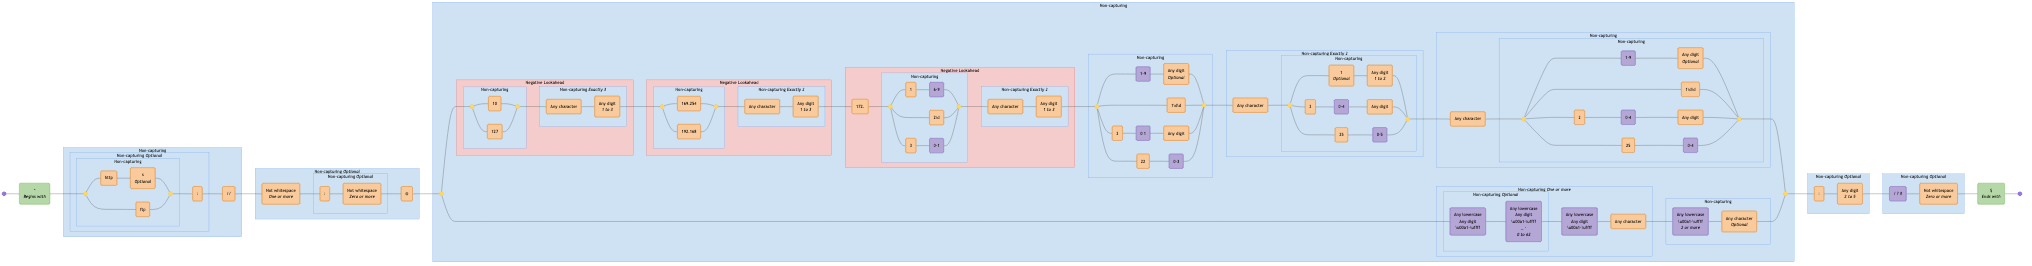 Non-capturing
^
Begins with
Non-capturing
Non-capturing Optional
Non-capturing
http
s
Optional
ftp
:
//
Non-capturing Optional
Not whitespace
One or more
Non-capturing Optional
:
Not whitespace
Zero or more
@
Negative Lookahead
Non-capturing
10
127
Non-capturing Exactly 3
Any character
Any digit
1 to 3
Negative Lookahead
Non-capturing
169.254
192.168
Non-capturing Exactly 2
Any character
Any digit
1 to 3
Negative Lookahead
172.
Non-capturing
1
6-9
2\d
3
0-1
Non-capturing Exactly 2
Any character
Any digit
1 to 3
Non-capturing
1-9
Any digit
Optional
1\d\d
2
0-1
Any digit
22
0-3
Non-capturing Exactly 2
Any character
Non-capturing
1
Optional
Any digit
1 to 2
2
0-4
Any digit
25
0-5
Non-capturing
Any character
Non-capturing
1-9
Any digit
Optional
1\d\d
2
0-4
Any digit
25
0-4
Non-capturing One or more
Non-capturing Optional
Any lowercase
Any digit
\u00a1-\uffff
Any lowercase
Any digit
\u00a1-\uffff
_ -
0 to 62
Any lowercase
Any digit
\u00a1-\uffff
Any character
Non-capturing
Any lowercase
\u00a1-\uffff
2 or more
Any character
Optional
Non-capturing Optional
:
Any digit
2 to 5
Non-capturing Optional
/ ? #
Not whitespace
Zero or more
$
Ends with